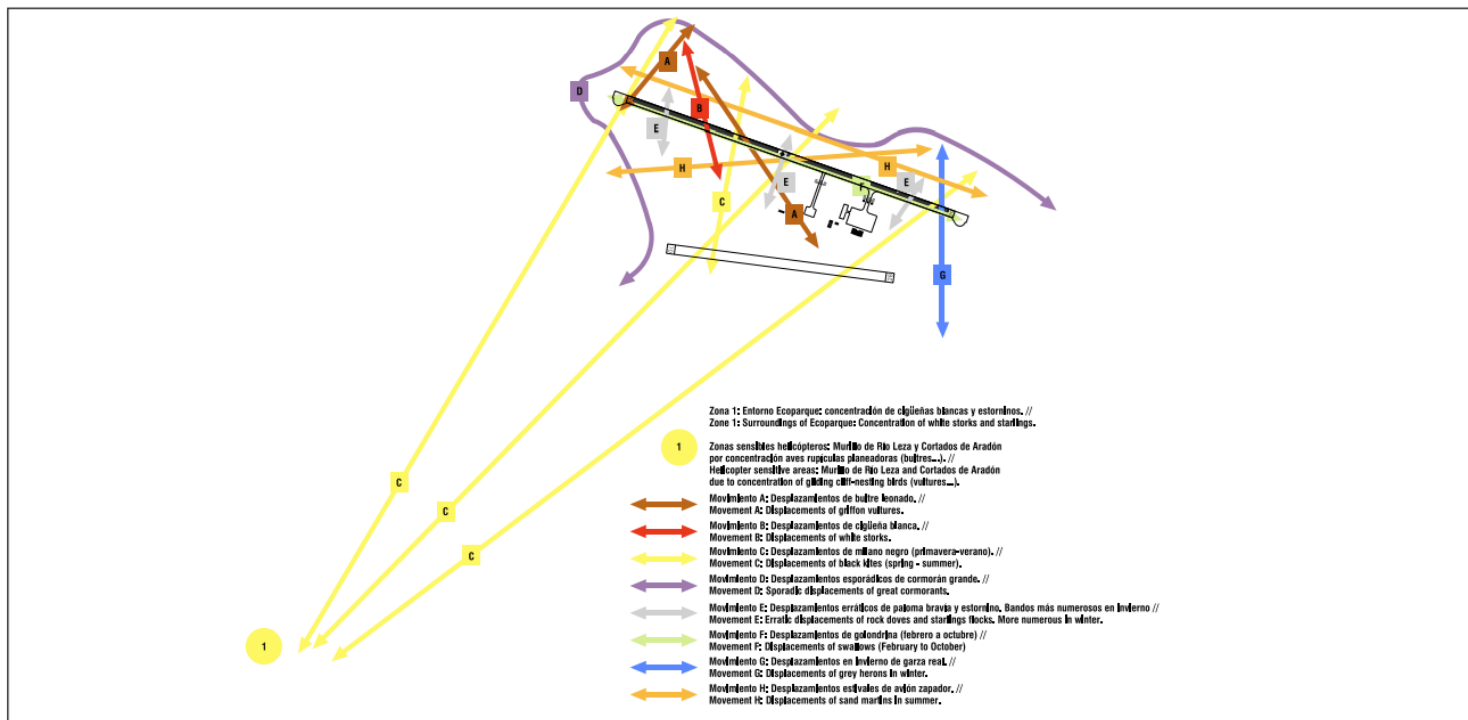 A
D
B
E
H
H
E
F
E
C
A
G
C
C
C
Zona 1: Entorno Ecoparque: concentración de cigüeñas blancas y estorninos. //
Zone 1: Surroundings of Ecoparque: Concentration of white storks and starlings.
1
Zonas sensibles helicópteros: Murillo de Río Leza y Cortados de Aradón
por concentración aves rupículas planeadoras (buitres...). //
Helicopter sensitive areas: Murillo de Río Leza and Cortados de Aradón
due to concentration of gliding cliff-nesting birds (vultures...).
Movimiento A: Desplazamientos de buitre leonado. //
Movement A: Displacements of griffon vultures.
Movimiento B: Desplazamientos de cigüeña blanca. //
Movement B: Displacements of white storks.
Movimiento C: Desplazamientos de milano negro (primavera-verano). //
Movement C: Displacements of black kites (spring - summer).
Movimiento D: Desplazamientos esporádicos de cormorán grande. //
Movement D: Sporadic displacements of great cormorants.
Movimiento E: Desplazamientos erráticos de paloma bravía y estornino. Bandos más numerosos en invierno //
Movement E: Erratic displacements of rock doves and starlings flocks. More numerous in winter.
1
Movimiento F: Desplazamientos de golondrina (febrero a octubre) //
Movement F: Displacements of swallows (February to October)
Movimiento G: Desplazamientos en invierno de garza real. //
Movement G: Displacements of grey herons in winter.
Movimiento H: Desplazamientos estivales de avión zapador. //
Movement H: Displacements of sand martins in summer.